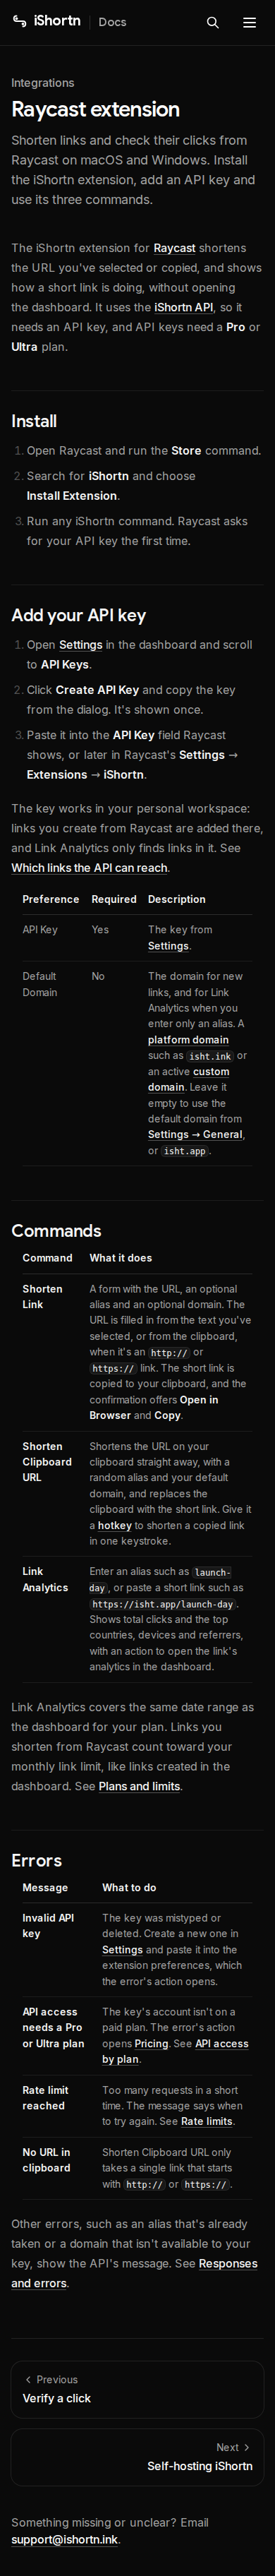 iShortn Docs
Integrations
Raycast extension
Shorten links and check their clicks from
Raycast on macOS and Windows. Install
the iShortn extension, add an API key and
use its three commands.
The iShortn extension for Raycast shortens
the URL you've selected or copied, and shows
how a short link is doing, without opening
the dashboard. It uses the iShortn API, so it
needs an API key, and API keys need a Pro or
Ultra plan.
Install
1. Open Raycast and run the Store command.
2. Search for iShortn and choose
Install Extension.
3. Run any iShortn command. Raycast asks
for your API key the first time.
Add your API key
1. Open Settings in the dashboard and scroll
to API Keys.
2. Click Create API Key and copy the key
from the dialog. It's shown once.
3. Paste it into the API Key field Raycast
shows, or later in Raycast's Settings →
Extensions → iShortn.
The key works in your personal workspace:
links you create from Raycast are added there,
and Link Analytics only finds links in it. See
Which links the API can reach.
Preference Required Description
API Key Yes The key from
Settings.
Default No The domain for new
Domain links, and for Link
Analytics when you
enter only an alias. A
platform domain
such as isht.ink or
an active custom
domain. Leave it
empty to use the
default domain from
Settings → General,
or isht.app.
Commands
Command What it does
Shorten A form with the URL, an optional
Link alias and an optional domain. The
URL is filled in from the text you've
selected, or from the clipboard,
when it's an http:// or
https:// link. The short link is
copied to your clipboard, and the
confirmation offers Open in
Browser and Copy.
Shorten Shortens the URL on your
Clipboard clipboard straight away, with a
URL random alias and your default
domain, and replaces the
clipboard with the short link. Give it
a hotkey to shorten a copied link
in one keystroke.
Link Enter an alias such as launch-
Analytics day, or paste a short link such as
https://isht.app/launch-day.
Shows total clicks and the top
countries, devices and referrers,
with an action to open the link's
analytics in the dashboard.
Link Analytics covers the same date range as
the dashboard for your plan. Links you
shorten from Raycast count toward your
monthly link limit, like links created in the
dashboard. See Plans and limits.
Errors
Message What to do
Invalid API The key was mistyped or
key deleted. Create a new one in
Settings and paste it into the
extension preferences, which
the error's action opens.
API access The key's account isn't on a
needs a Pro paid plan. The error's action
or Ultra plan opens Pricing. See API access
by plan.
Rate limit Too many requests in a short
reached time. The message says when
to try again. See Rate limits.
No URL in Shorten Clipboard URL only
clipboard takes a single link that starts
with http:// or https://.
Other errors, such as an alias that's already
taken or a domain that isn't available to your
key, show the API's message. See Responses
and errors.
Previous
Verify a click
Next
Self-hosting iShortn
Something missing or unclear? Email
support@ishortn.ink.